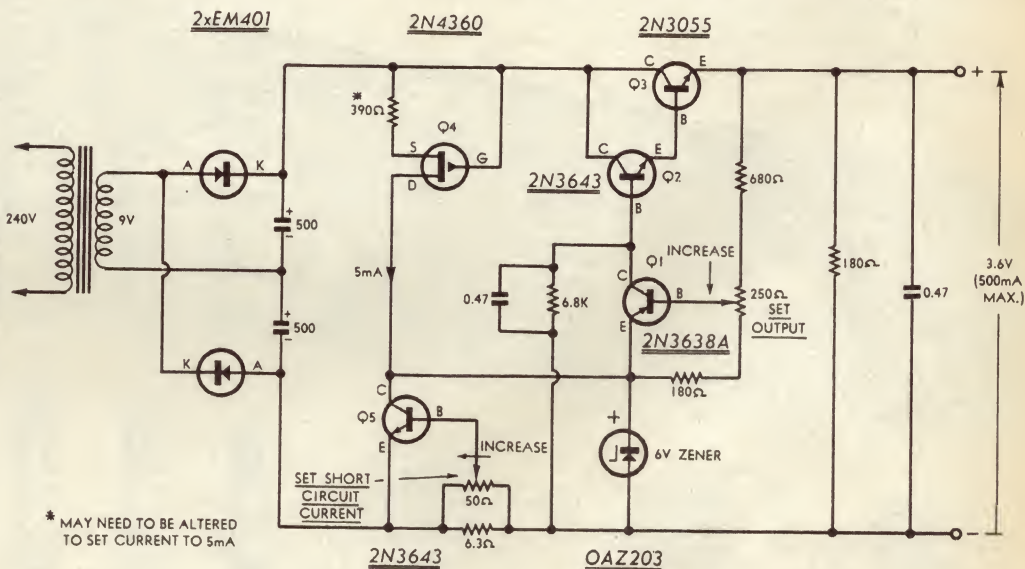 2xEM401
2N4360
2N3055
C
E
+
Q3
B
*
390Ω
Q4
S
G
D
C
E
Q2
B
2N3643
A
K
680Ω
240V
9V
+
500
-
INCREASE
180Ω
3.6V
(500mA
MAX.)
5mA
0.47
6.8K
C
Q1
B
E
250Ω
SET
OUTPUT
0.47
+
500
-
2N3638A
K
A
180Ω
C
Q5
B
E
+
6V ZENER
INCREASE
SET SHORT
CIRCUIT
CURRENT
50Ω
6.3Ω
-
* MAY NEED TO BE ALTERED
TO SET CURRENT TO 5mA
2N3643
OAZ203